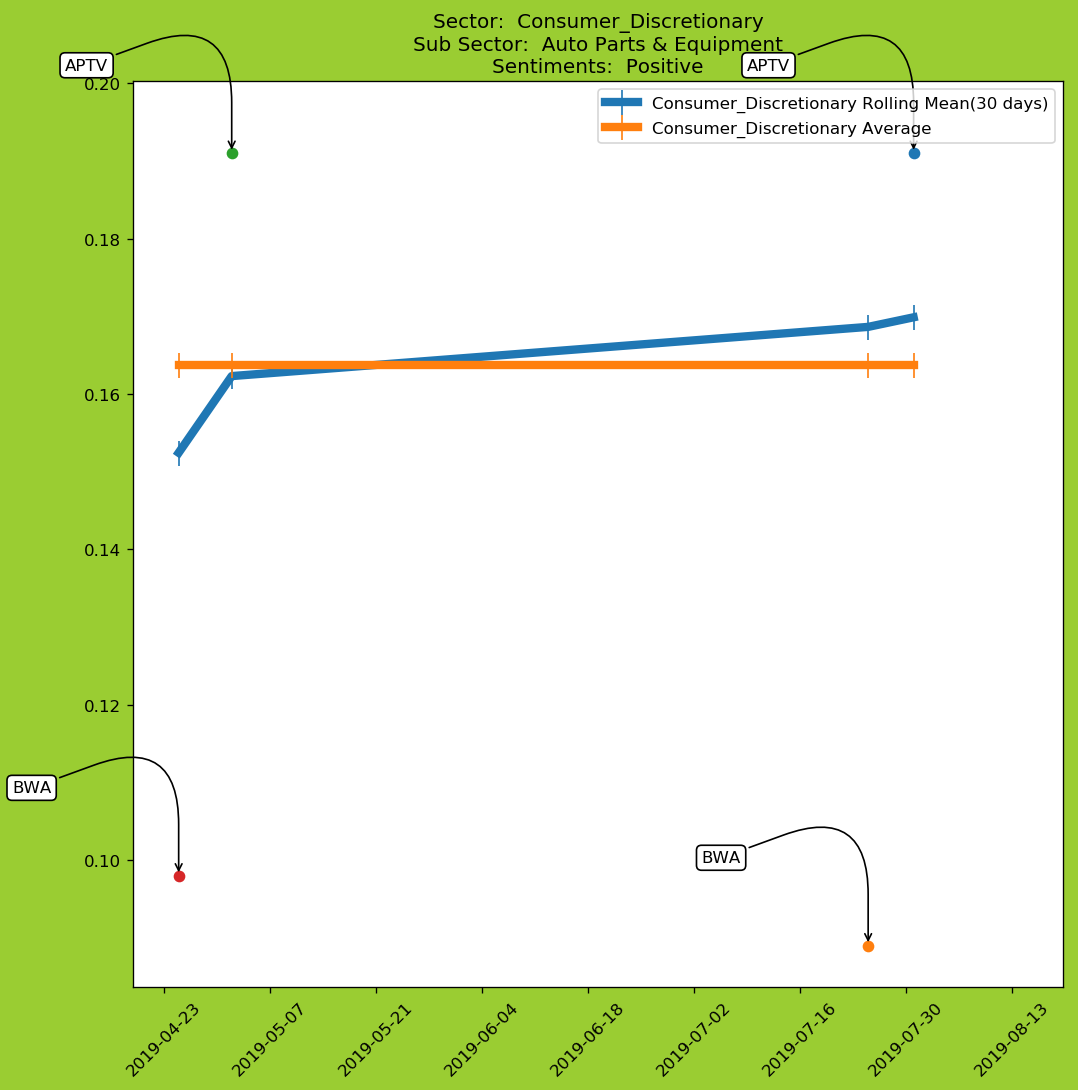 Sector:  Consumer_Discretionary
Sub Sector:  Auto Parts & Equipment
Sentiments:  Positive
APTV
APTV
Consumer_Discretionary Rolling Mean(30 days)
Consumer_Discretionary Average
0.20
0.18
0.16
0.14
0.12
0.10
BWA
BWA
2019-04-23
2019-05-07
2019-05-21
2019-06-04
2019-06-18
2019-07-02
2019-07-16
2019-07-30
2019-08-13